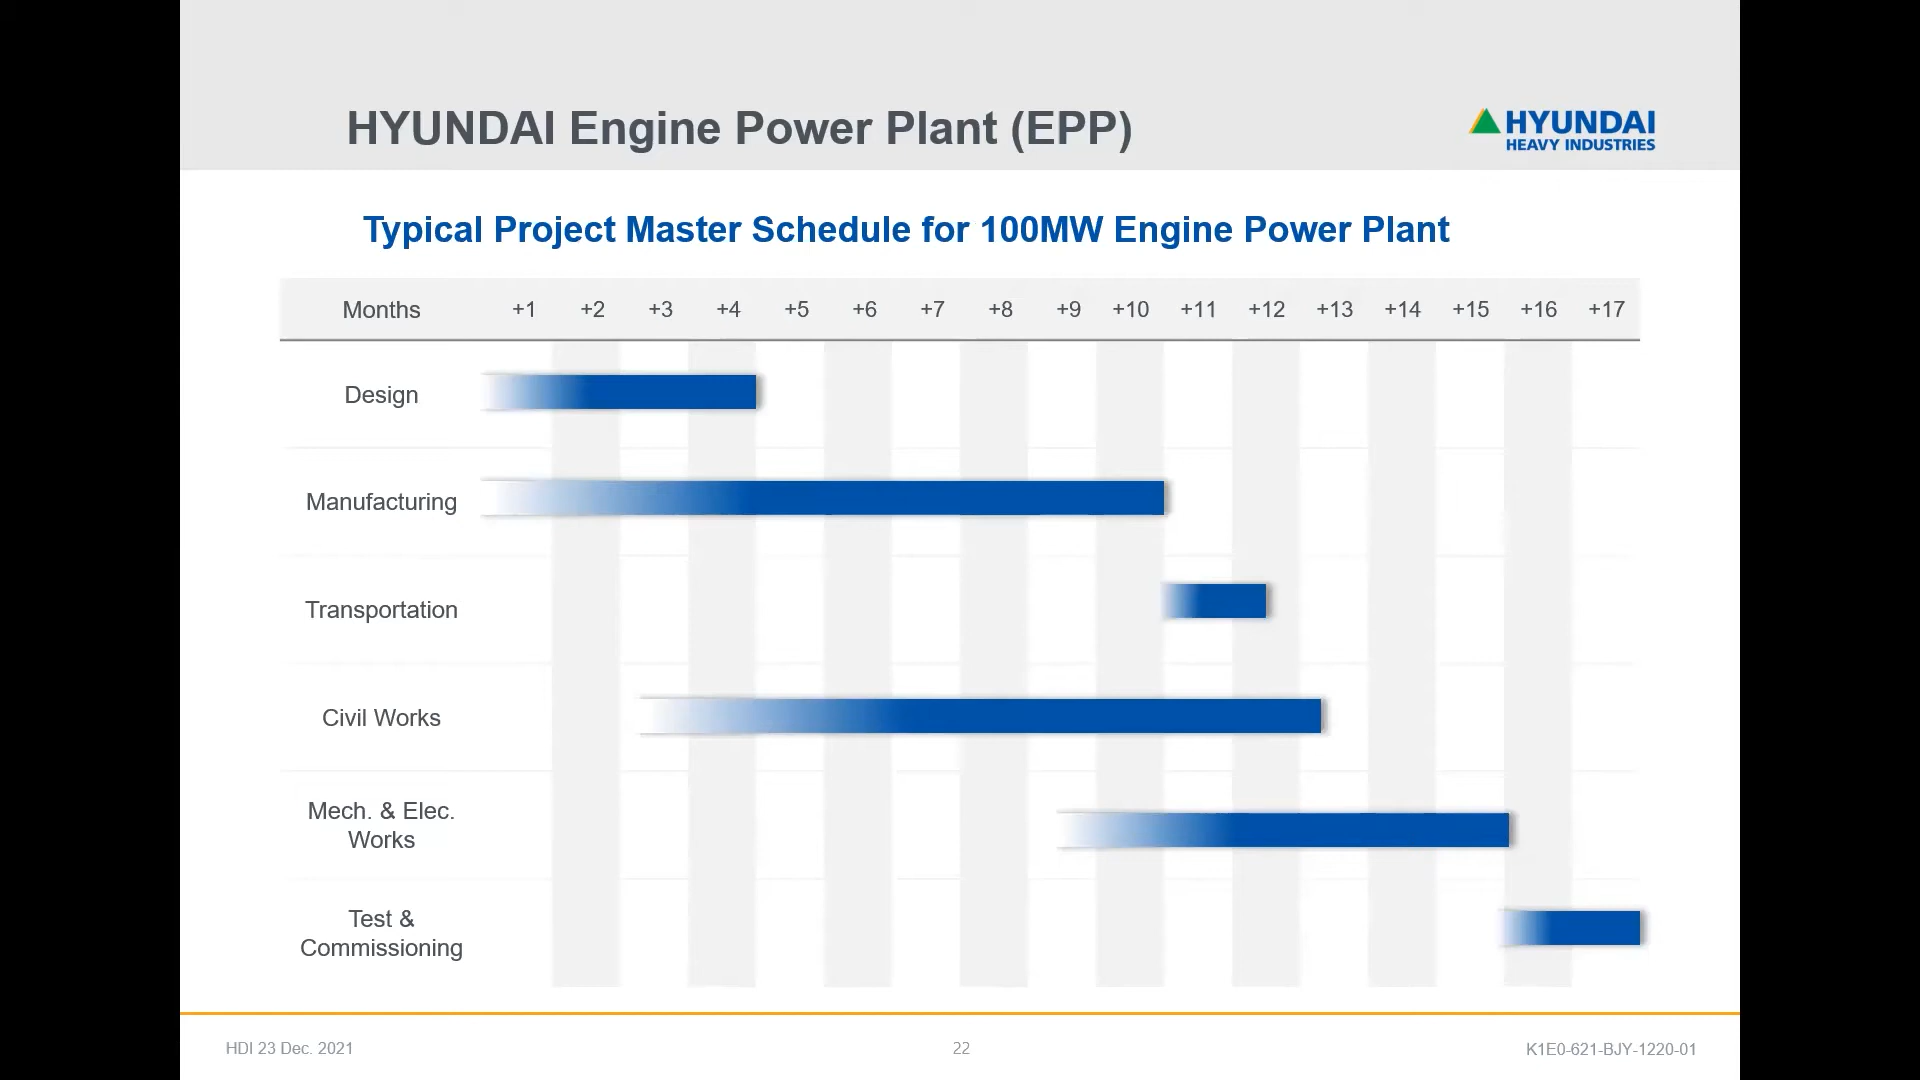 HYUNDAI Engine Power Plant (EPP)
HYUNDAI
HEAVY INDUSTRIES
Typical Project Master Schedule for 100MW Engine Power Plant
Months +1 +2 +3 +4 +5 +6 +7 +8 +9 +10 +11 +12 +13 +14 +15 +16 +17
Design
Manufacturing
Transportation
Civil Works
Mech. & Elec.
Works
Test &
Commissioning
HDI 23 Dec. 2021 22 K1E0-621-BJY-1220-01